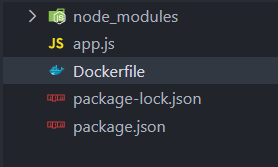 node_modules
JS app.js
Dockerfile
package-lock.json
package.json